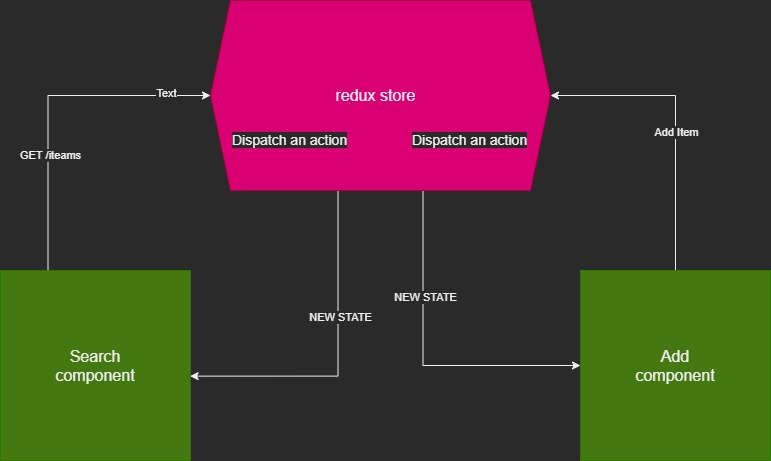 Text
redux store
Dispatch an action
Dispatch an action
Add Item
GET /iteams
NEW STATE
NEW STATE
Search
component
Add
component